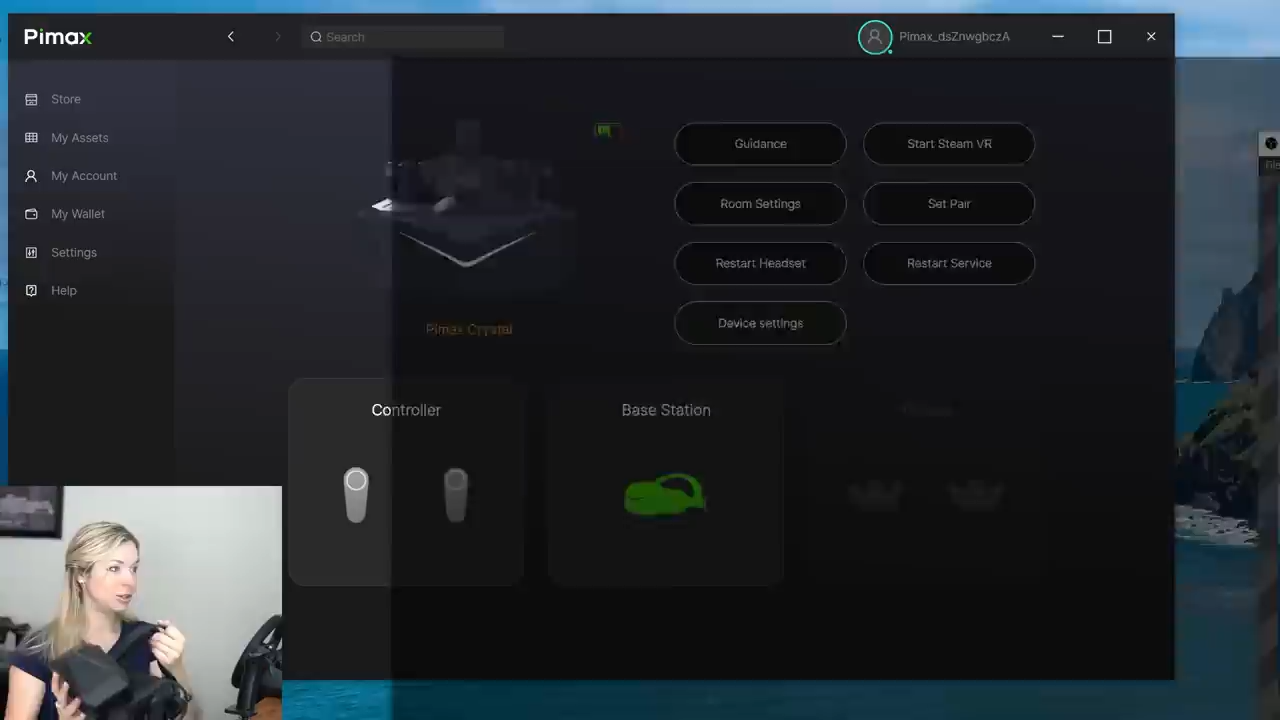 Pimax
Search
Pimax_dsZnwgbczA
Store
My Assets
My Account
My Wallet
Settings
Help
Guidance
Start Steam VR
Room Settings
Set Pair
Restart Headset
Restart Service
Device settings
Pimax Crystal
Controller
Base Station